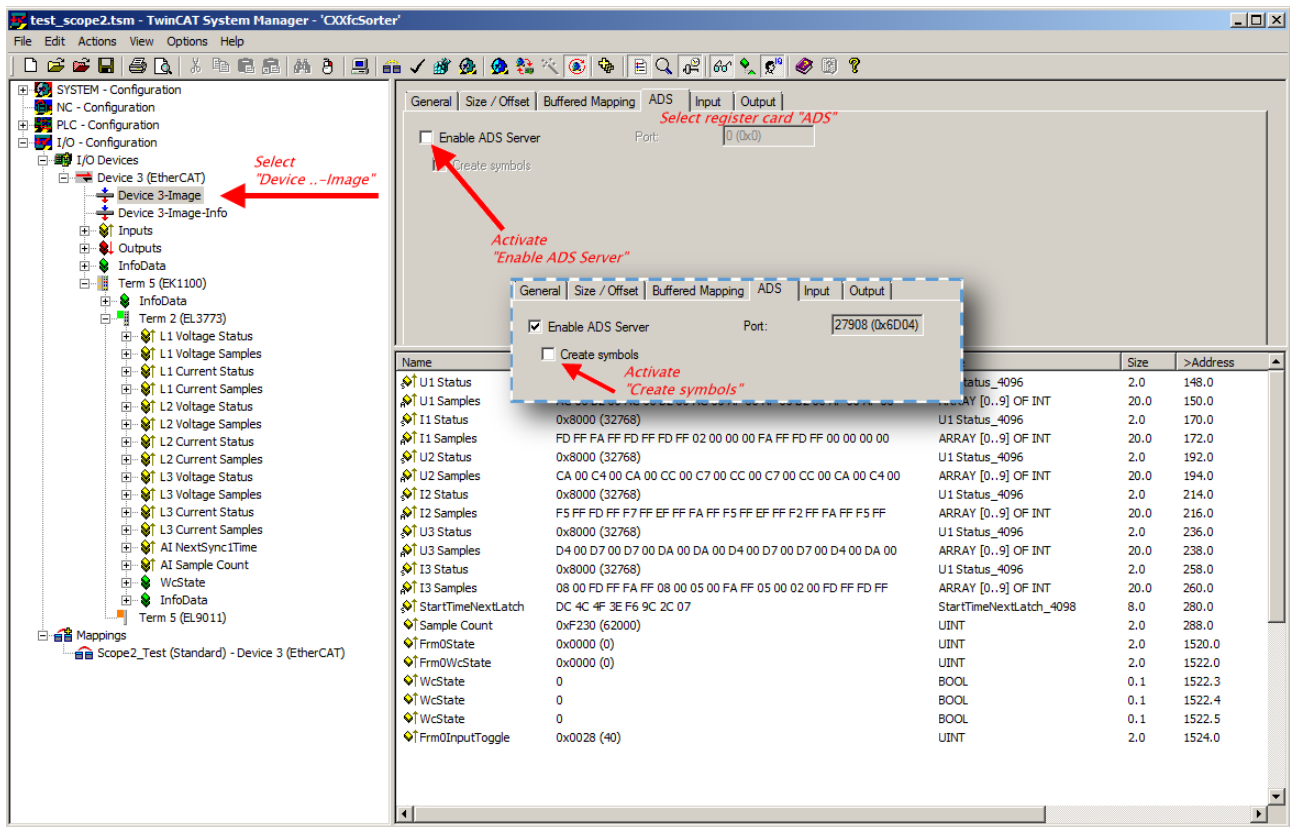 test_scope2.tsm - TwinCAT System Manager - 'CXXfcSorter'
File Edit Actions View Options Help
SYSTEM - Configuration
NC - Configuration
PLC - Configuration
I/O - Configuration
I/O Devices
Device 3 (EtherCAT)
Device 3-Image
Device 3-Image-Info
Inputs
Outputs
InfoData
Term 5 (EK1100)
InfoData
Term 2 (EL3773)
L1 Voltage Status
L1 Voltage Samples
L1 Current Status
L1 Current Samples
L2 Voltage Status
L2 Voltage Samples
L2 Current Status
L2 Current Samples
L3 Voltage Status
L3 Voltage Samples
L3 Current Status
L3 Current Samples
AI NextSync1Time
AI Sample Count
WcState
InfoData
Term 5 (EL9011)
Mappings
Scope2_Test (Standard) - Device 3 (EtherCAT)
Select
"Device ..-Image"
General Size / Offset Buffered Mapping ADS Input Output
Select register card "ADS"
Enable ADS Server Port: 0 (0x0)
Create symbols
Activate
"Enable ADS Server"
General Size / Offset Buffered Mapping ADS Input Output
Enable ADS Server Port: 27908 (0x6D04)
Create symbols
Activate
"Create symbols"
Name Size >Address
U1 Status 2.0 148.0
U1 Samples [0..9] OF INT 20.0 150.0
I1 Status 0x8000 (32768) U1 Status_4096 2.0 170.0
I1 Samples FD FF FA FF FD FF FD FF 02 00 00 00 FA FF FD FF 00 00 00 00 ARRAY [0..9] OF INT 20.0 172.0
U2 Status 0x8000 (32768) U1 Status_4096 2.0 192.0
U2 Samples CA 00 C4 00 CA 00 CC 00 C7 00 CC 00 C7 00 CC 00 CA 00 C4 00 ARRAY [0..9] OF INT 20.0 194.0
I2 Status 0x8000 (32768) U1 Status_4096 2.0 214.0
I2 Samples F5 FF FD FF F7 FF EF FF FA FF F5 FF EF FF F2 FF FA FF F5 FF ARRAY [0..9] OF INT 20.0 216.0
U3 Status 0x8000 (32768) U1 Status_4096 2.0 236.0
U3 Samples D4 00 D7 00 D7 00 DA 00 DA 00 D4 00 D7 00 D7 00 D4 00 DA 00 ARRAY [0..9] OF INT 20.0 238.0
I3 Status 0x8000 (32768) U1 Status_4096 2.0 258.0
I3 Samples 08 00 FD FF FA FF 08 00 05 00 FA FF 05 00 02 00 FD FF FD FF ARRAY [0..9] OF INT 20.0 260.0
StartTimeNextLatch DC 4C 4F 3E F6 9C 2C 07 StartTimeNextLatch_4098 8.0 280.0
Sample Count 0xF230 (62000) UINT 2.0 288.0
Frm0State 0x0000 (0) UINT 2.0 1520.0
Frm0WcState 0x0000 (0) UINT 2.0 1522.0
WcState 0 BOOL 0.1 1522.3
WcState 0 BOOL 0.1 1522.4
WcState 0 BOOL 0.1 1522.5
Frm0InputToggle 0x0028 (40) UINT 2.0 1524.0